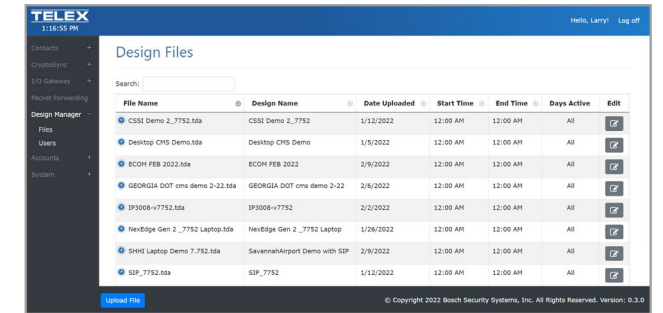 TELEX
1:16:55 PM
Hello, Larry! Log off
Contacts +
CrypteSync +
I/O Gateway +
Packet Forwarding
Design Manager −
Files
Users
Accounts +
System +
Design Files
Search:
File Name Design Name Date Uploaded Start Time End Time Days Active Edit
CSSI Demo 2_7752.tda CSSI Demo 2_7752 1/12/2022 12:00 AM 12:00 AM All
Desktop CMS Demo.tda Desktop CMS Demo 1/5/2022 12:00 AM 12:00 AM All
ECOM FEB 2022.tda ECOM FEB 2022 2/9/2022 12:00 AM 12:00 AM All
GEORGIA DOT cms demo 2-22.tda GEORGIA DOT cms demo 2-22 2/6/2022 12:00 AM 12:00 AM All
IP3008-v7752.tda IP3008-v7752 2/2/2022 12:00 AM 12:00 AM All
NexEdge Gen 2 _7752 Laptop.tda NexEdge Gen 2 _7752 Laptop 1/26/2022 12:00 AM 12:00 AM All
SHHI Laptop Demo 7.752.tda SavannahAirport Demo with SIP 2/9/2022 12:00 AM 12:00 AM All
SIP_7752.tda SIP_7752 1/12/2022 12:00 AM 12:00 AM All
Upload File
© Copyright 2022 Bosch Security Systems, Inc. All Rights Reserved. Version: 0.3.0